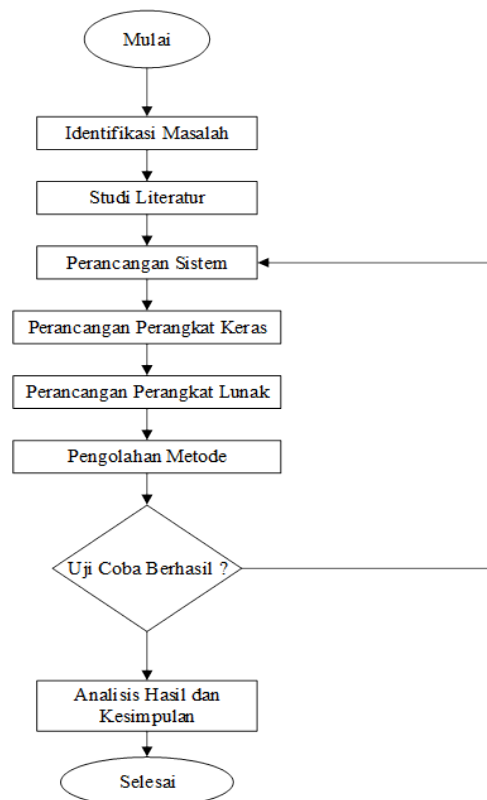 Mulai
Identifikasi Masalah
Studi Literatur
Perancangan Sistem
Perancangan Perangkat Keras
Perancangan Perangkat Lunak
Pengolahan Metode
Uji Coba Berhasil ?
Analisis Hasil dan
Kesimpulan
Selesai